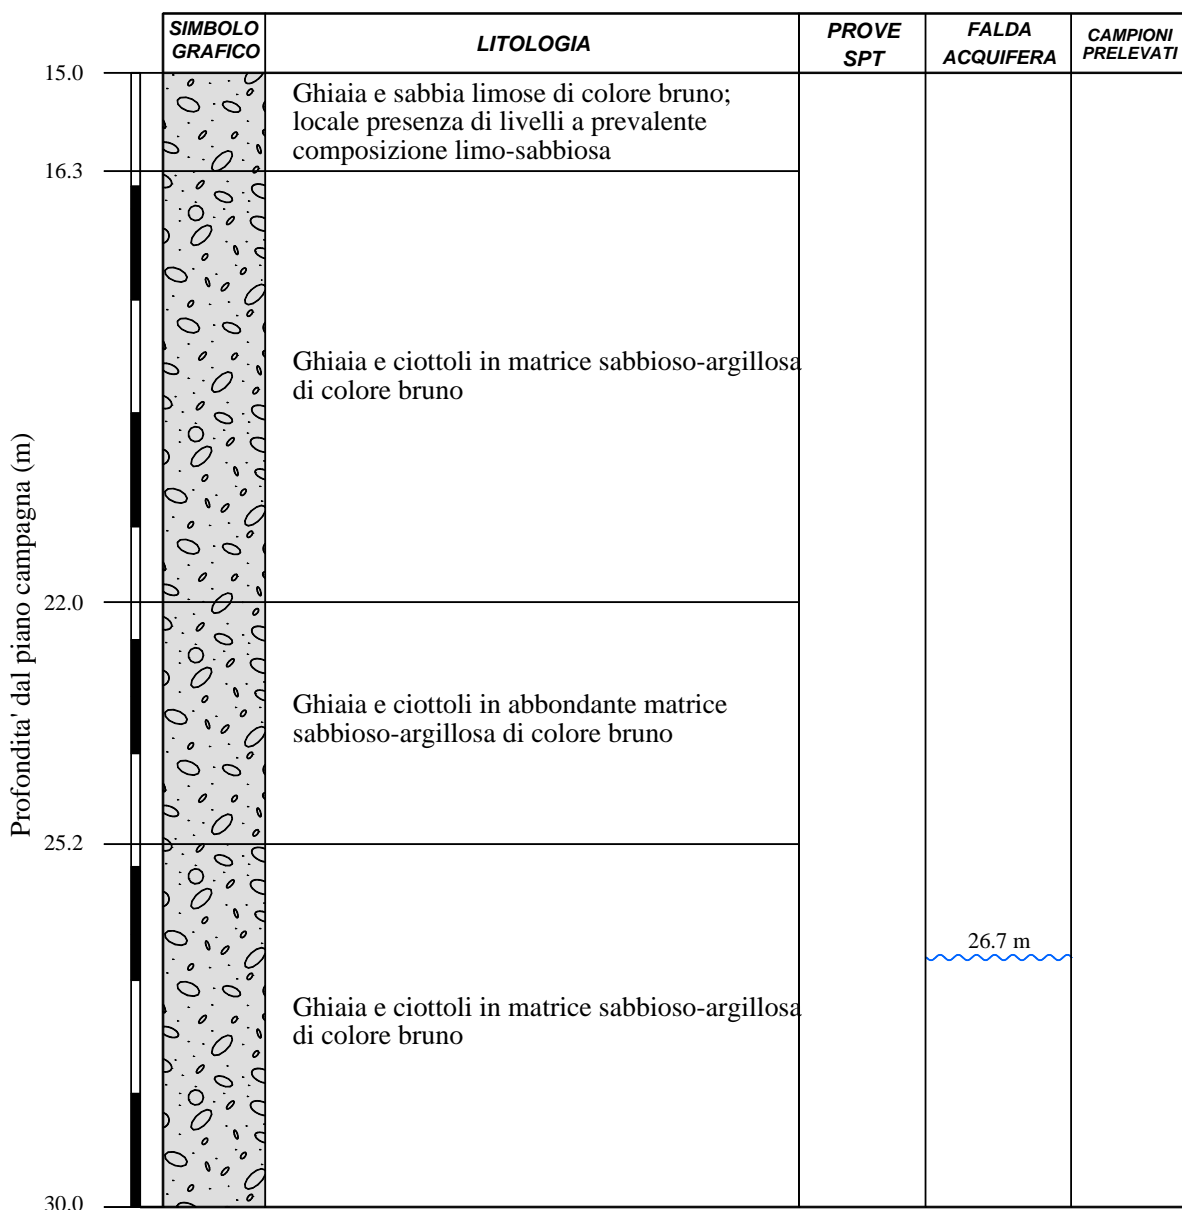 SIMBOLO
GRAFICO
LITOLOGIA
PROVE
SPT
FALDA
ACQUIFERA
CAMPIONI
PRELEVATI
15.0
Ghiaia e sabbia limose di colore bruno;
locale presenza di livelli a prevalente
composizione limo-sabbiosa
16.3
Ghiaia e ciottoli in matrice sabbioso-argillosa
di colore bruno
Profondita' dal piano campagna (m)
22.0
Ghiaia e ciottoli in abbondante matrice
sabbioso-argillosa di colore bruno
25.2
26.7 m
Ghiaia e ciottoli in matrice sabbioso-argillosa
di colore bruno
30.0